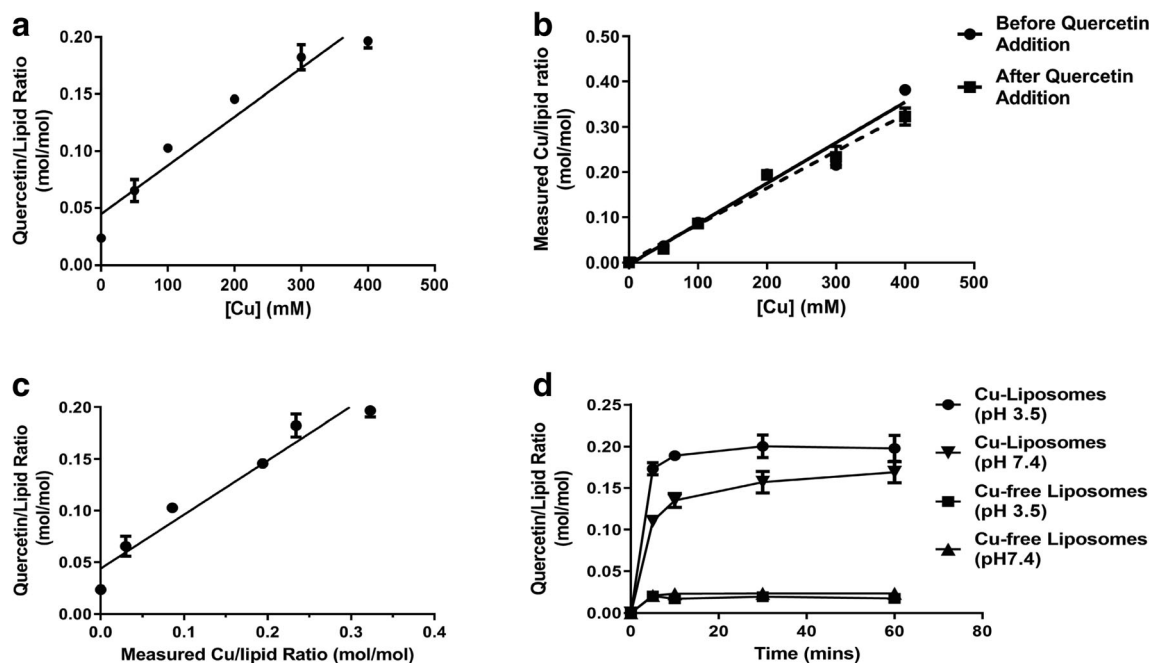 a
Quercetin/Lipid Ratio
(mol/mol)
0.20
0.15
0.10
0.05
0.00
0 100 200 300 400 500
[Cu] (mM)
b
Measured Cu/lipid ratio
(mol/mol)
0.50
0.40
0.30
0.20
0.10
0.00
0 100 200 300 400 500
[Cu] (mM)
Before Quercetin
Addition
After Quercetin
Addition
c
Quercetin/Lipid Ratio
(mol/mol)
0.20
0.15
0.10
0.05
0.00
0.0 0.1 0.2 0.3 0.4
Measured Cu/lipid Ratio (mol/mol)
d
Quercetin/Lipid Ratio
(mol/mol)
0.25
0.20
0.15
0.10
0.05
0.00
0 20 40 60 80
Time (mins)
Cu-Liposomes
(pH 3.5)
Cu-Liposomes
(pH 7.4)
Cu-free Liposomes
(pH 3.5)
Cu-free Liposomes
(pH7.4)